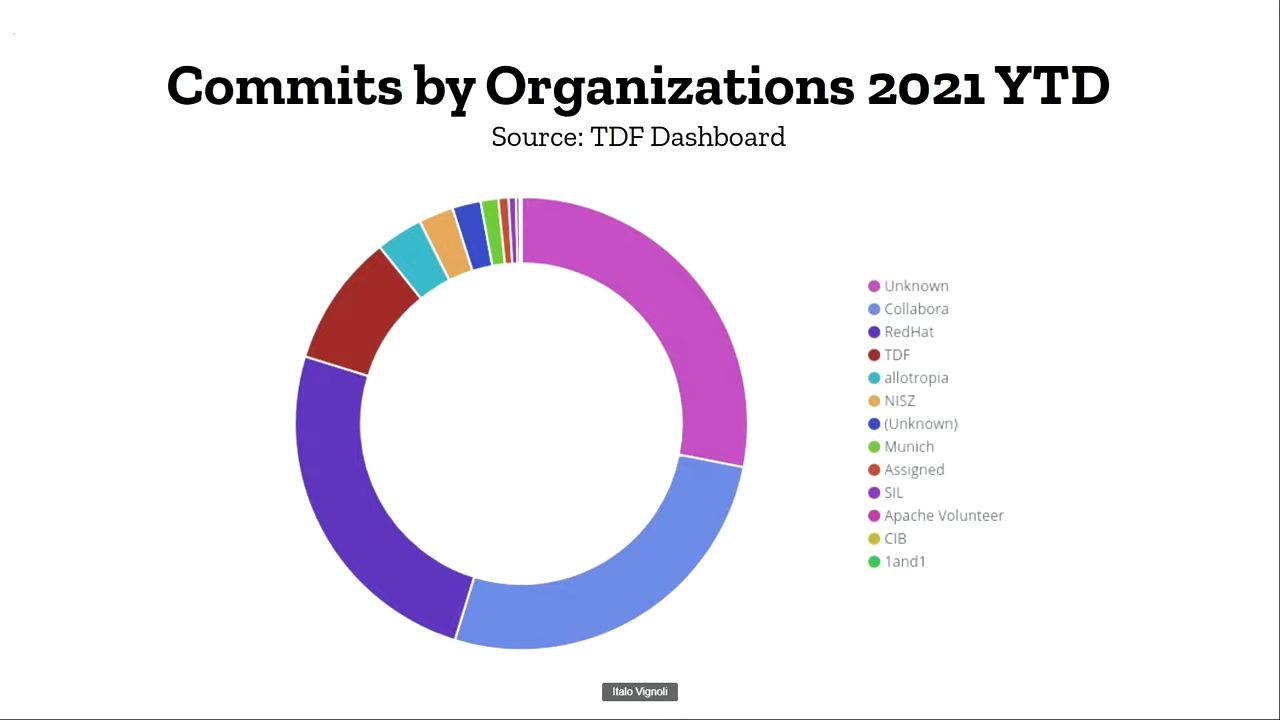 Commits by Organizations 2021 YTD
Source: TDF Dashboard
Unknown
Collabora
RedHat
TDF
allotropia
NISZ
(Unknown)
Munich
Assigned
SIL
Apache Volunteer
CIB
1and1
Italo Vignoli